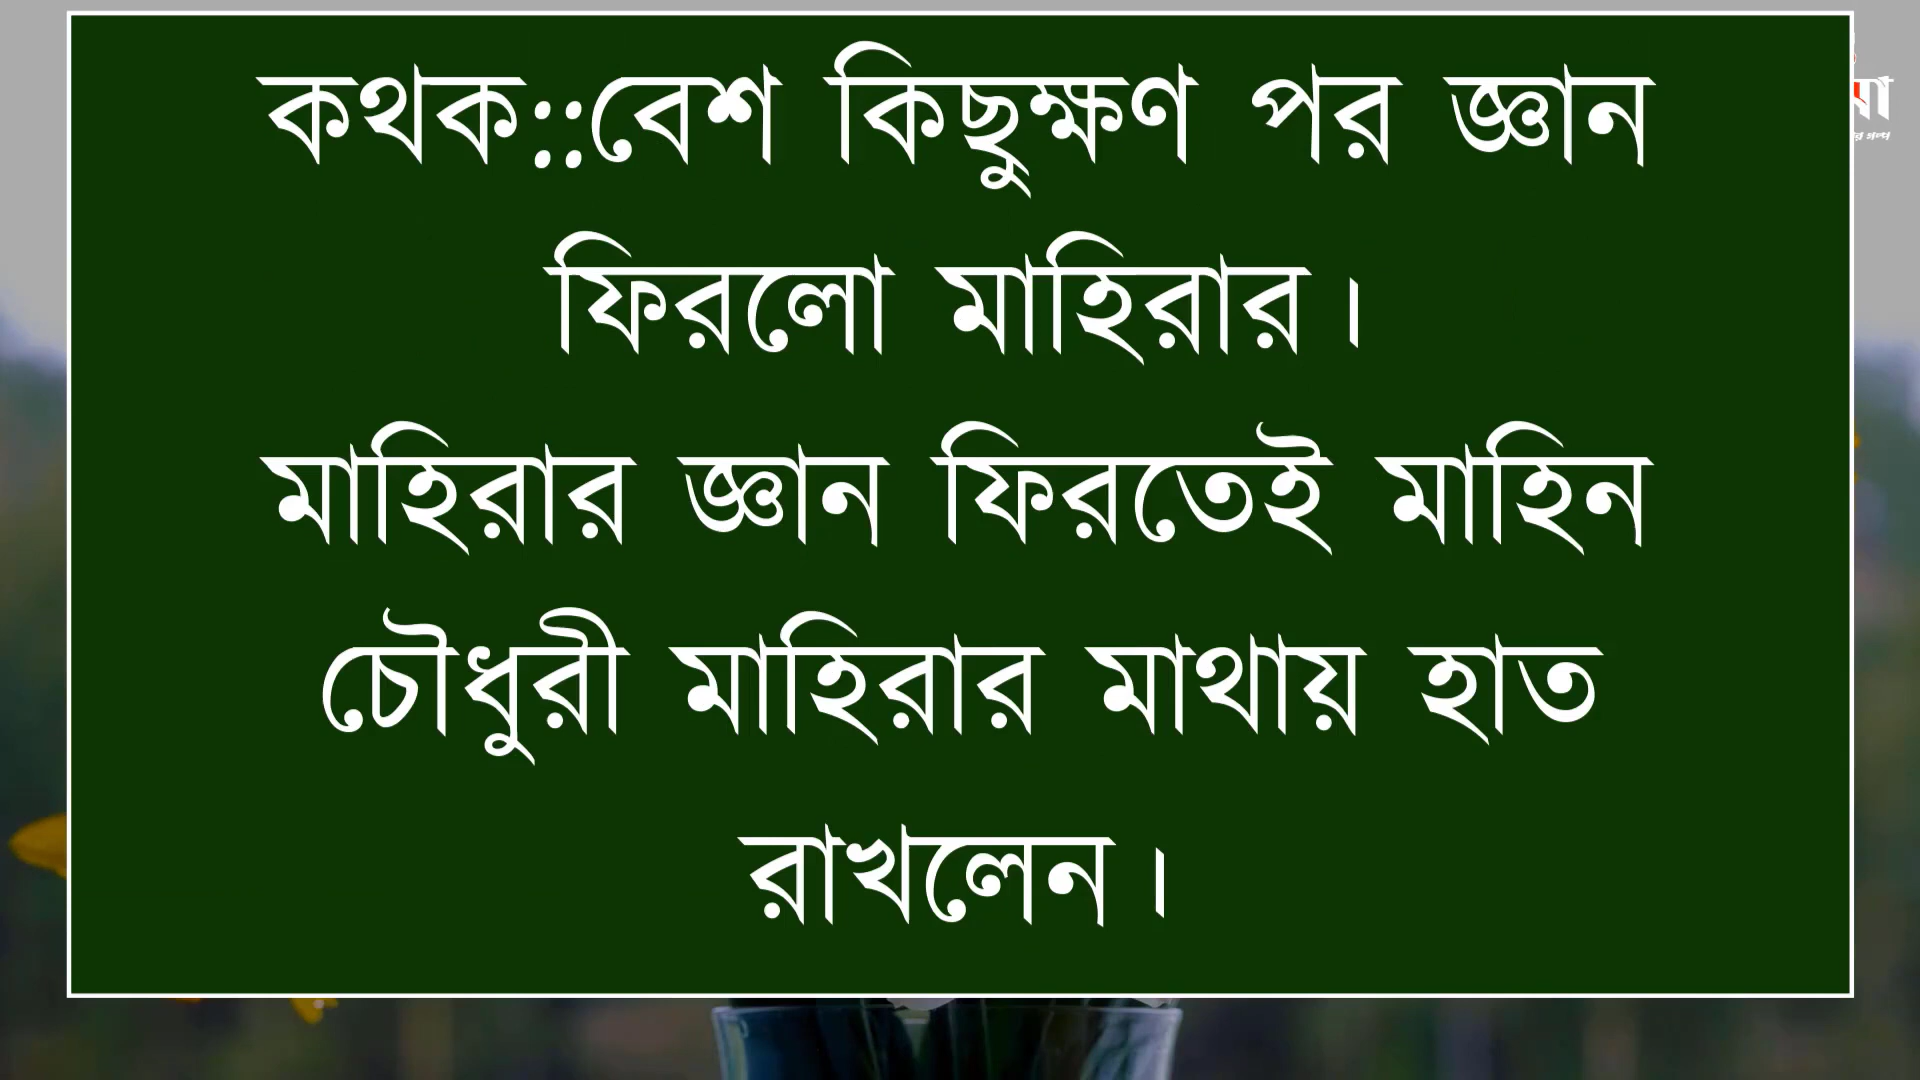 কথক::বেশ কিছুক্ষণ পর জ্ঞান
ফিরলো মাহিরার।
মাহিরার জ্ঞান ফিরতেই মাহিন
চৌধুরী মাহিরার মাথায় হাত
রাখলেন।